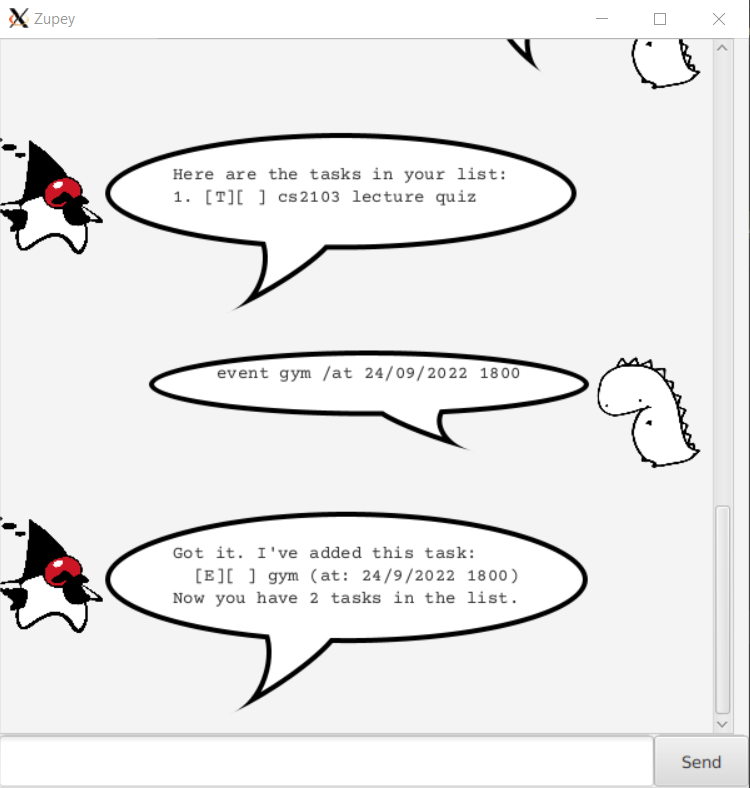 Zupey
Here are the tasks in your list:
1. [T][ ] cs2103 lecture quiz
event gym /at 24/09/2022 1800
Got it. I've added this task:
[E][ ] gym (at: 24/9/2022 1800)
Now you have 2 tasks in the list.
Send